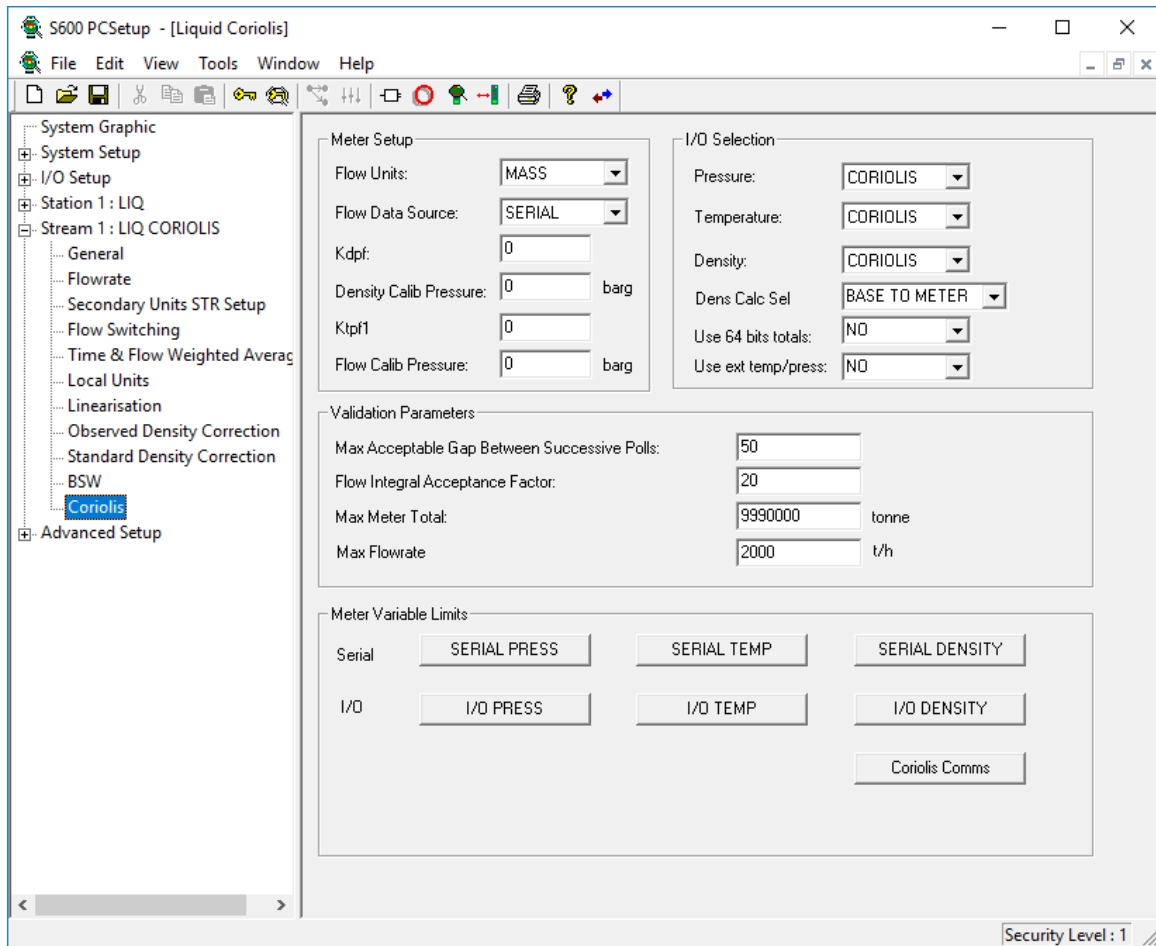 S600 PCSetup - [Liquid Coriolis]
File Edit View Tools Window Help
System Graphic
System Setup
I/O Setup
Station 1 : LIQ
Stream 1 : LIQ CORIOLIS
General
Flowrate
Secondary Units STR Setup
Flow Switching
Time & Flow Weighted Averag
Local Units
Linearisation
Observed Density Correction
Standard Density Correction
BSW
Coriolis
Advanced Setup
Meter Setup
Flow Units: MASS
Flow Data Source: SERIAL
Kdpf: 0
Density Calib Pressure: 0 barg
Ktpf1 0
Flow Calib Pressure: 0 barg
I/O Selection
Pressure: CORIOLIS
Temperature: CORIOLIS
Density: CORIOLIS
Dens Calc Sel BASE TO METER
Use 64 bits totals: NO
Use ext temp/press: NO
Validation Parameters
Max Acceptable Gap Between Successive Polls: 50
Flow Integral Acceptance Factor: 20
Max Meter Total: 9990000 tonne
Max Flowrate 2000 t/h
Meter Variable Limits
Serial SERIAL PRESS SERIAL TEMP SERIAL DENSITY
I/O I/O PRESS I/O TEMP I/O DENSITY
Coriolis Comms
Security Level : 1